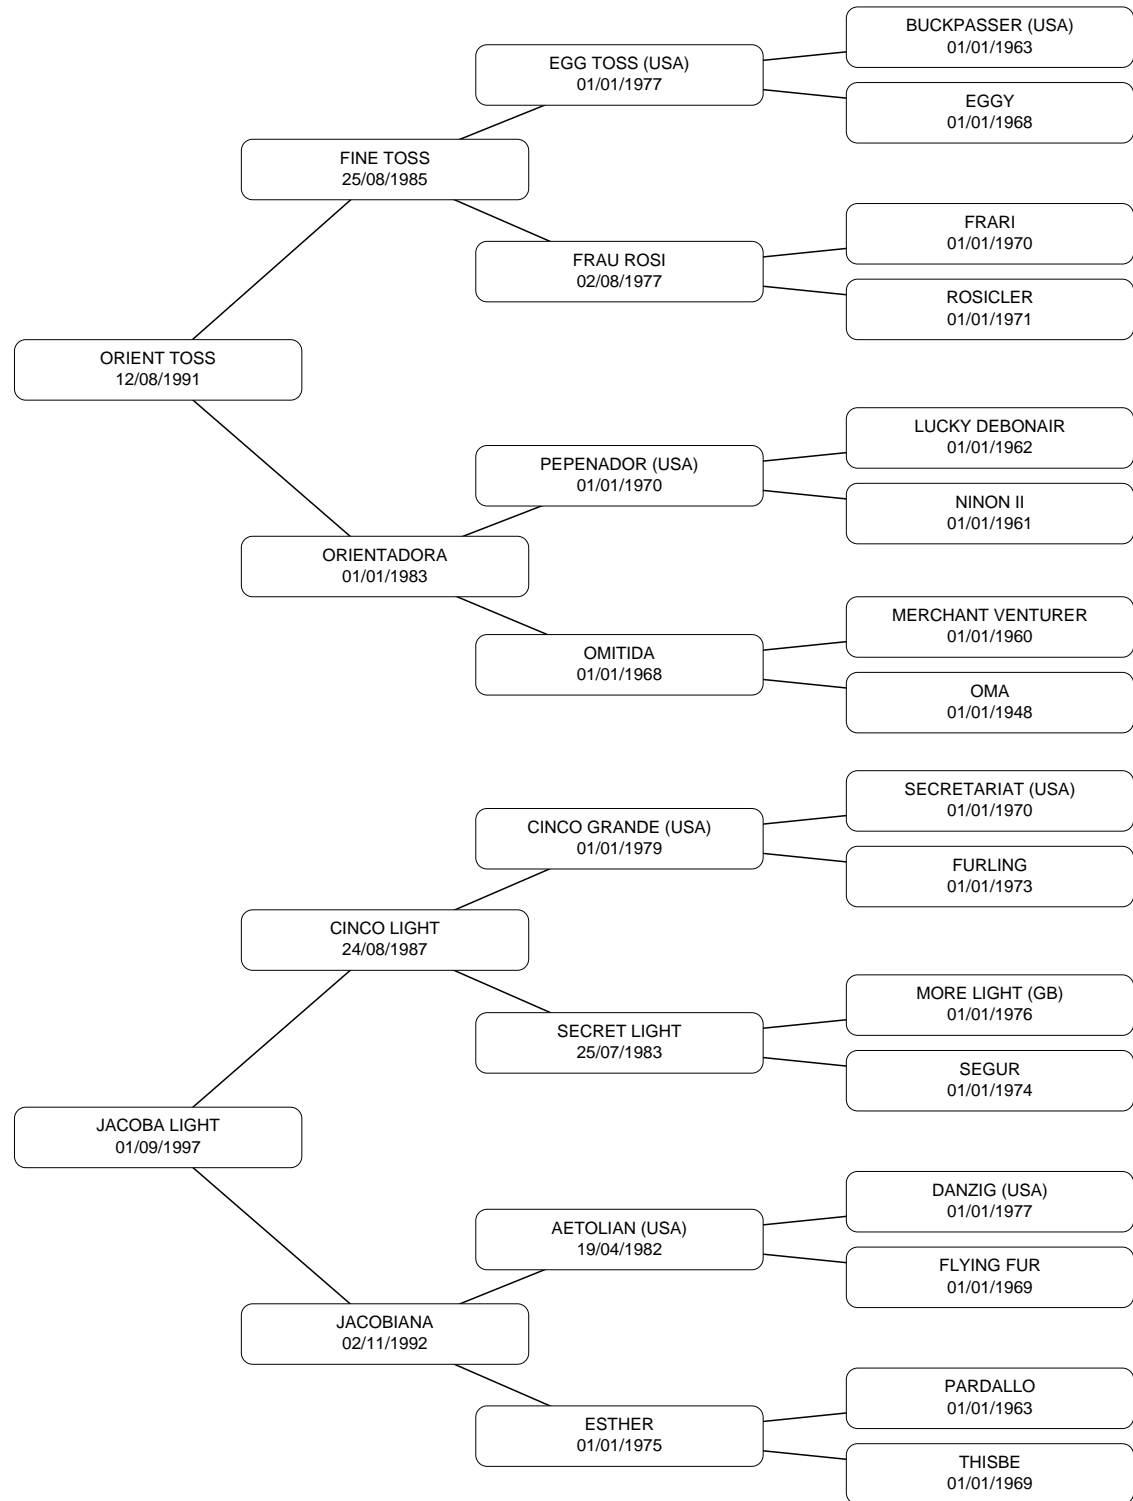 BUCKPASSER (USA)
01/01/1963
EGG TOSS (USA)
01/01/1977
EGGY
01/01/1968
FINE TOSS
25/08/1985
FRARI
01/01/1970
FRAU ROSI
02/08/1977
ROSICLER
01/01/1971
ORIENT TOSS
12/08/1991
LUCKY DEBONAIR
01/01/1962
PEPENADOR (USA)
01/01/1970
NINON II
01/01/1961
ORIENTADORA
01/01/1983
MERCHANT VENTURER
01/01/1960
OMITIDA
01/01/1968
OMA
01/01/1948
SECRETARIAT (USA)
01/01/1970
CINCO GRANDE (USA)
01/01/1979
FURLING
01/01/1973
CINCO LIGHT
24/08/1987
MORE LIGHT (GB)
01/01/1976
SECRET LIGHT
25/07/1983
SEGUR
01/01/1974
JACOBA LIGHT
01/09/1997
DANZIG (USA)
01/01/1977
AETOLIAN (USA)
19/04/1982
FLYING FUR
01/01/1969
JACOBIANA
02/11/1992
PARDALLO
01/01/1963
ESTHER
01/01/1975
THISBE
01/01/1969